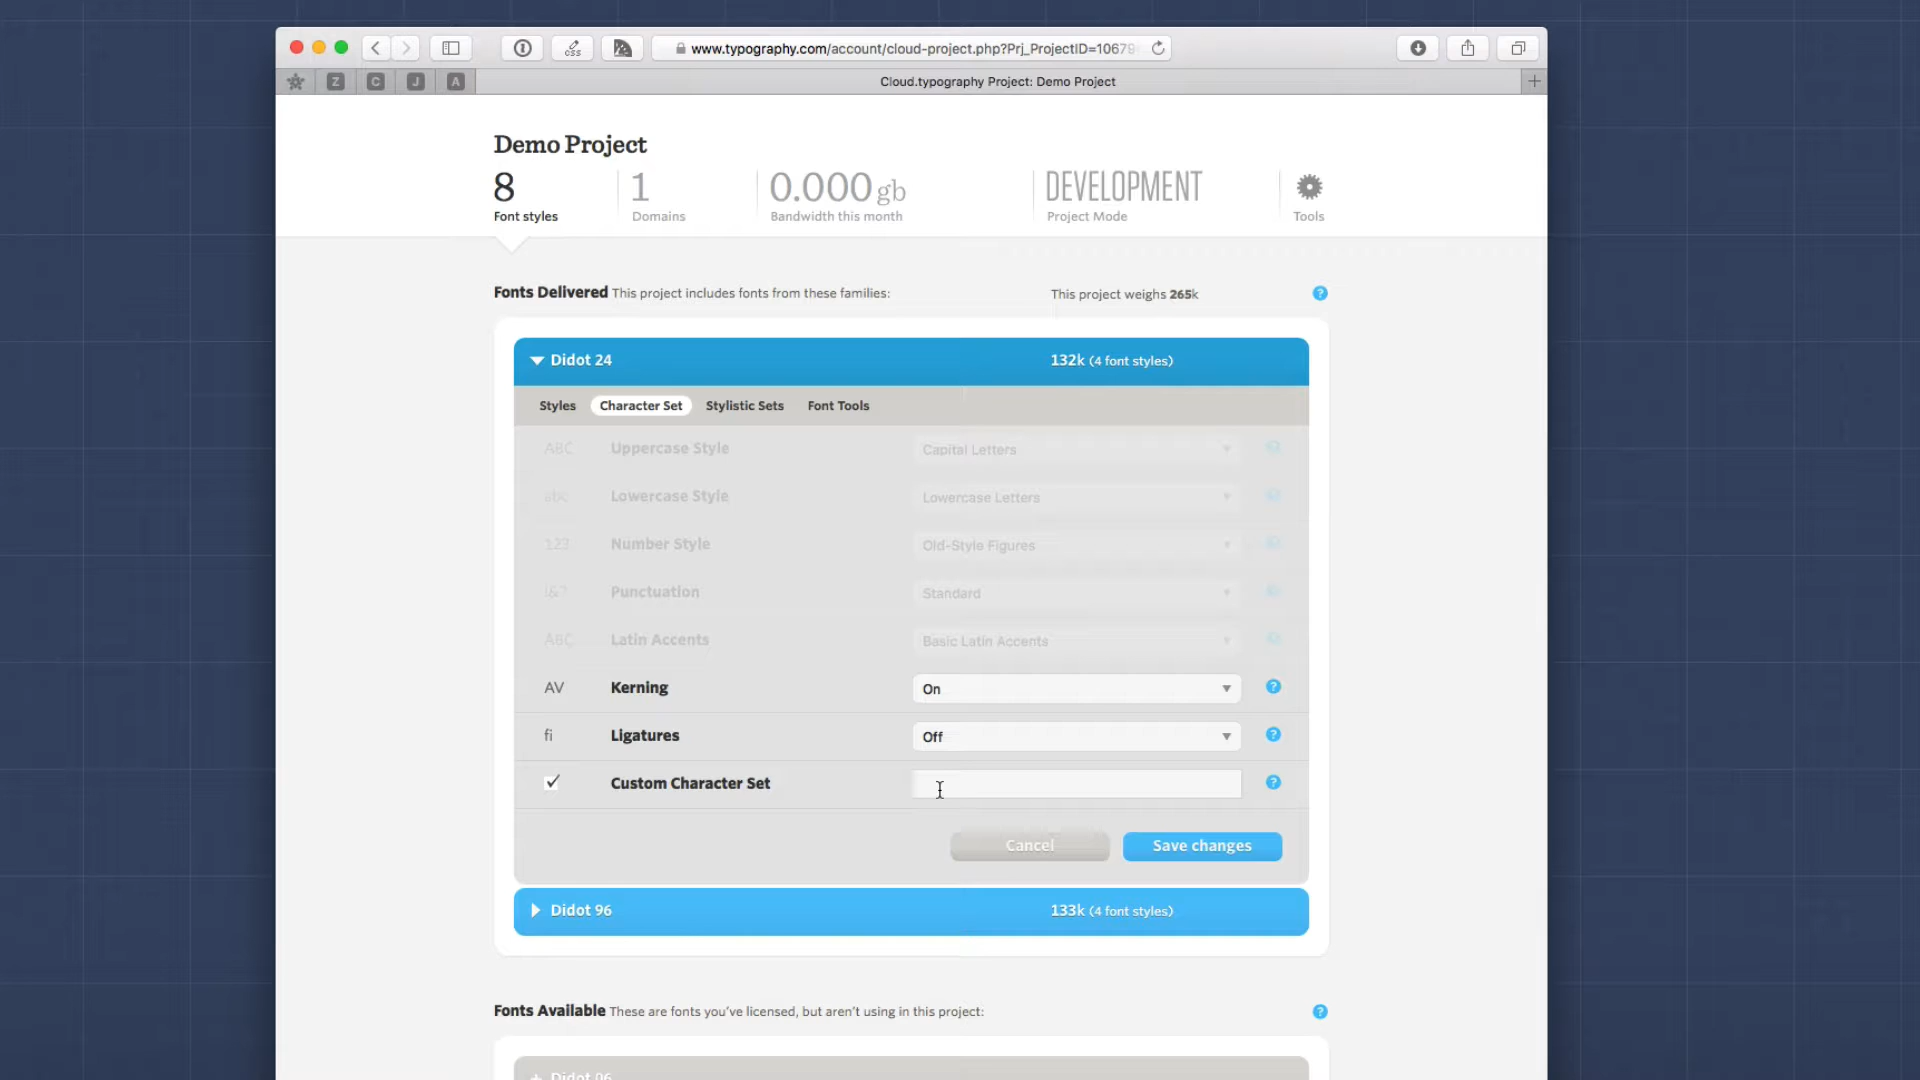 css
www.typography.com/account/cloud-project.php?Prj_ProjectID=10679
Z C J A
Cloud.typography Project: Demo Project
Demo Project
8 1 0.000 gb DEVELOPMENT
Font styles Domains Bandwidth this month Project Mode Tools
Fonts Delivered This project includes fonts from these families: This project weighs 265k ?
Didot 24 132k (4 font styles)
Styles Character Set Stylistic Sets Font Tools
ABC Uppercase Style Capital Letters
abc Lowercase Style Lowercase Letters
123 Number Style Old-Style Figures
Punctuation Standard
ABC Latin Accents Basic Latin Accents
AV Kerning On ?
fi Ligatures Off ?
Custom Character Set ?
Cancel Save changes
Didot 96 133k (4 font styles)
Fonts Available These are fonts you've licensed, but aren't using in this project: ?